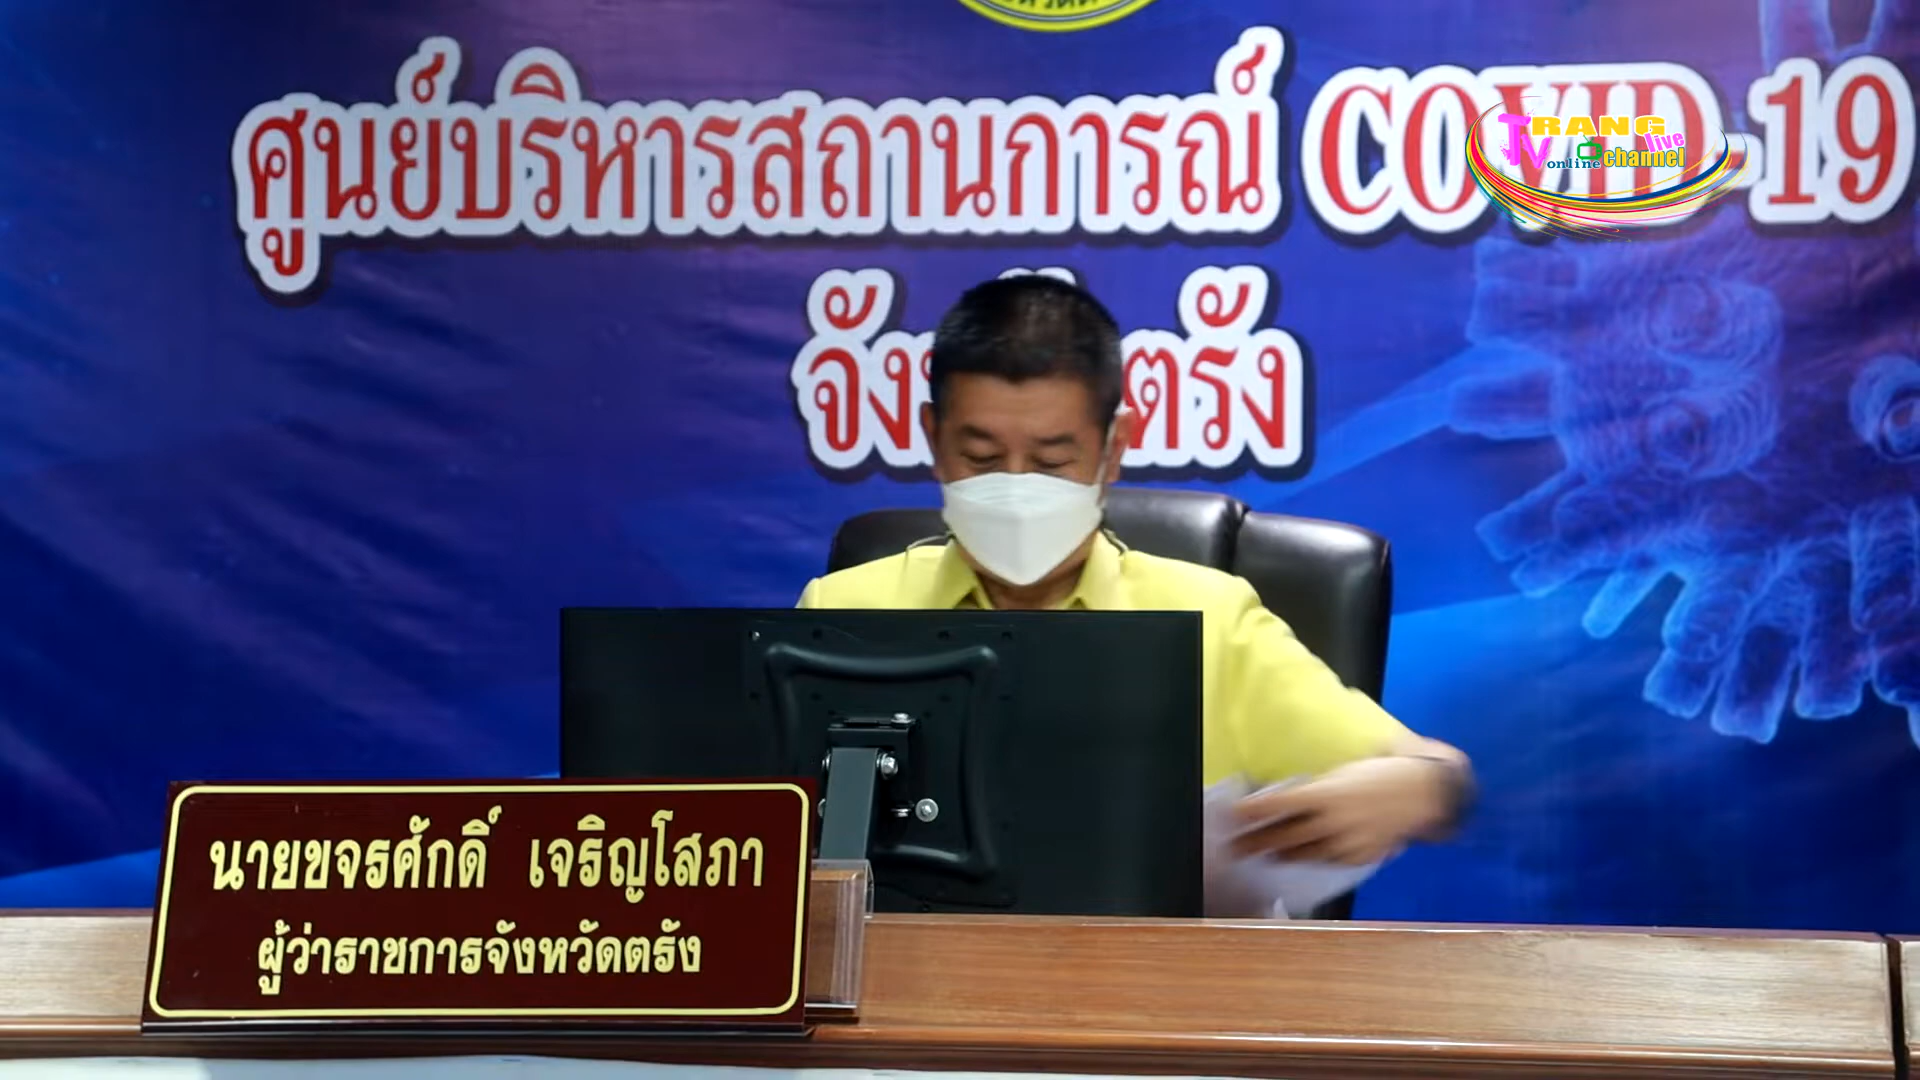 ศูนย์บริหารสถานการณ์ COVID-19
ตรัง
TRANG
TV online channel live
นายขจรศักดิ์ เจริญโสภา
ผู้ว่าราชการจังหวัดตรัง